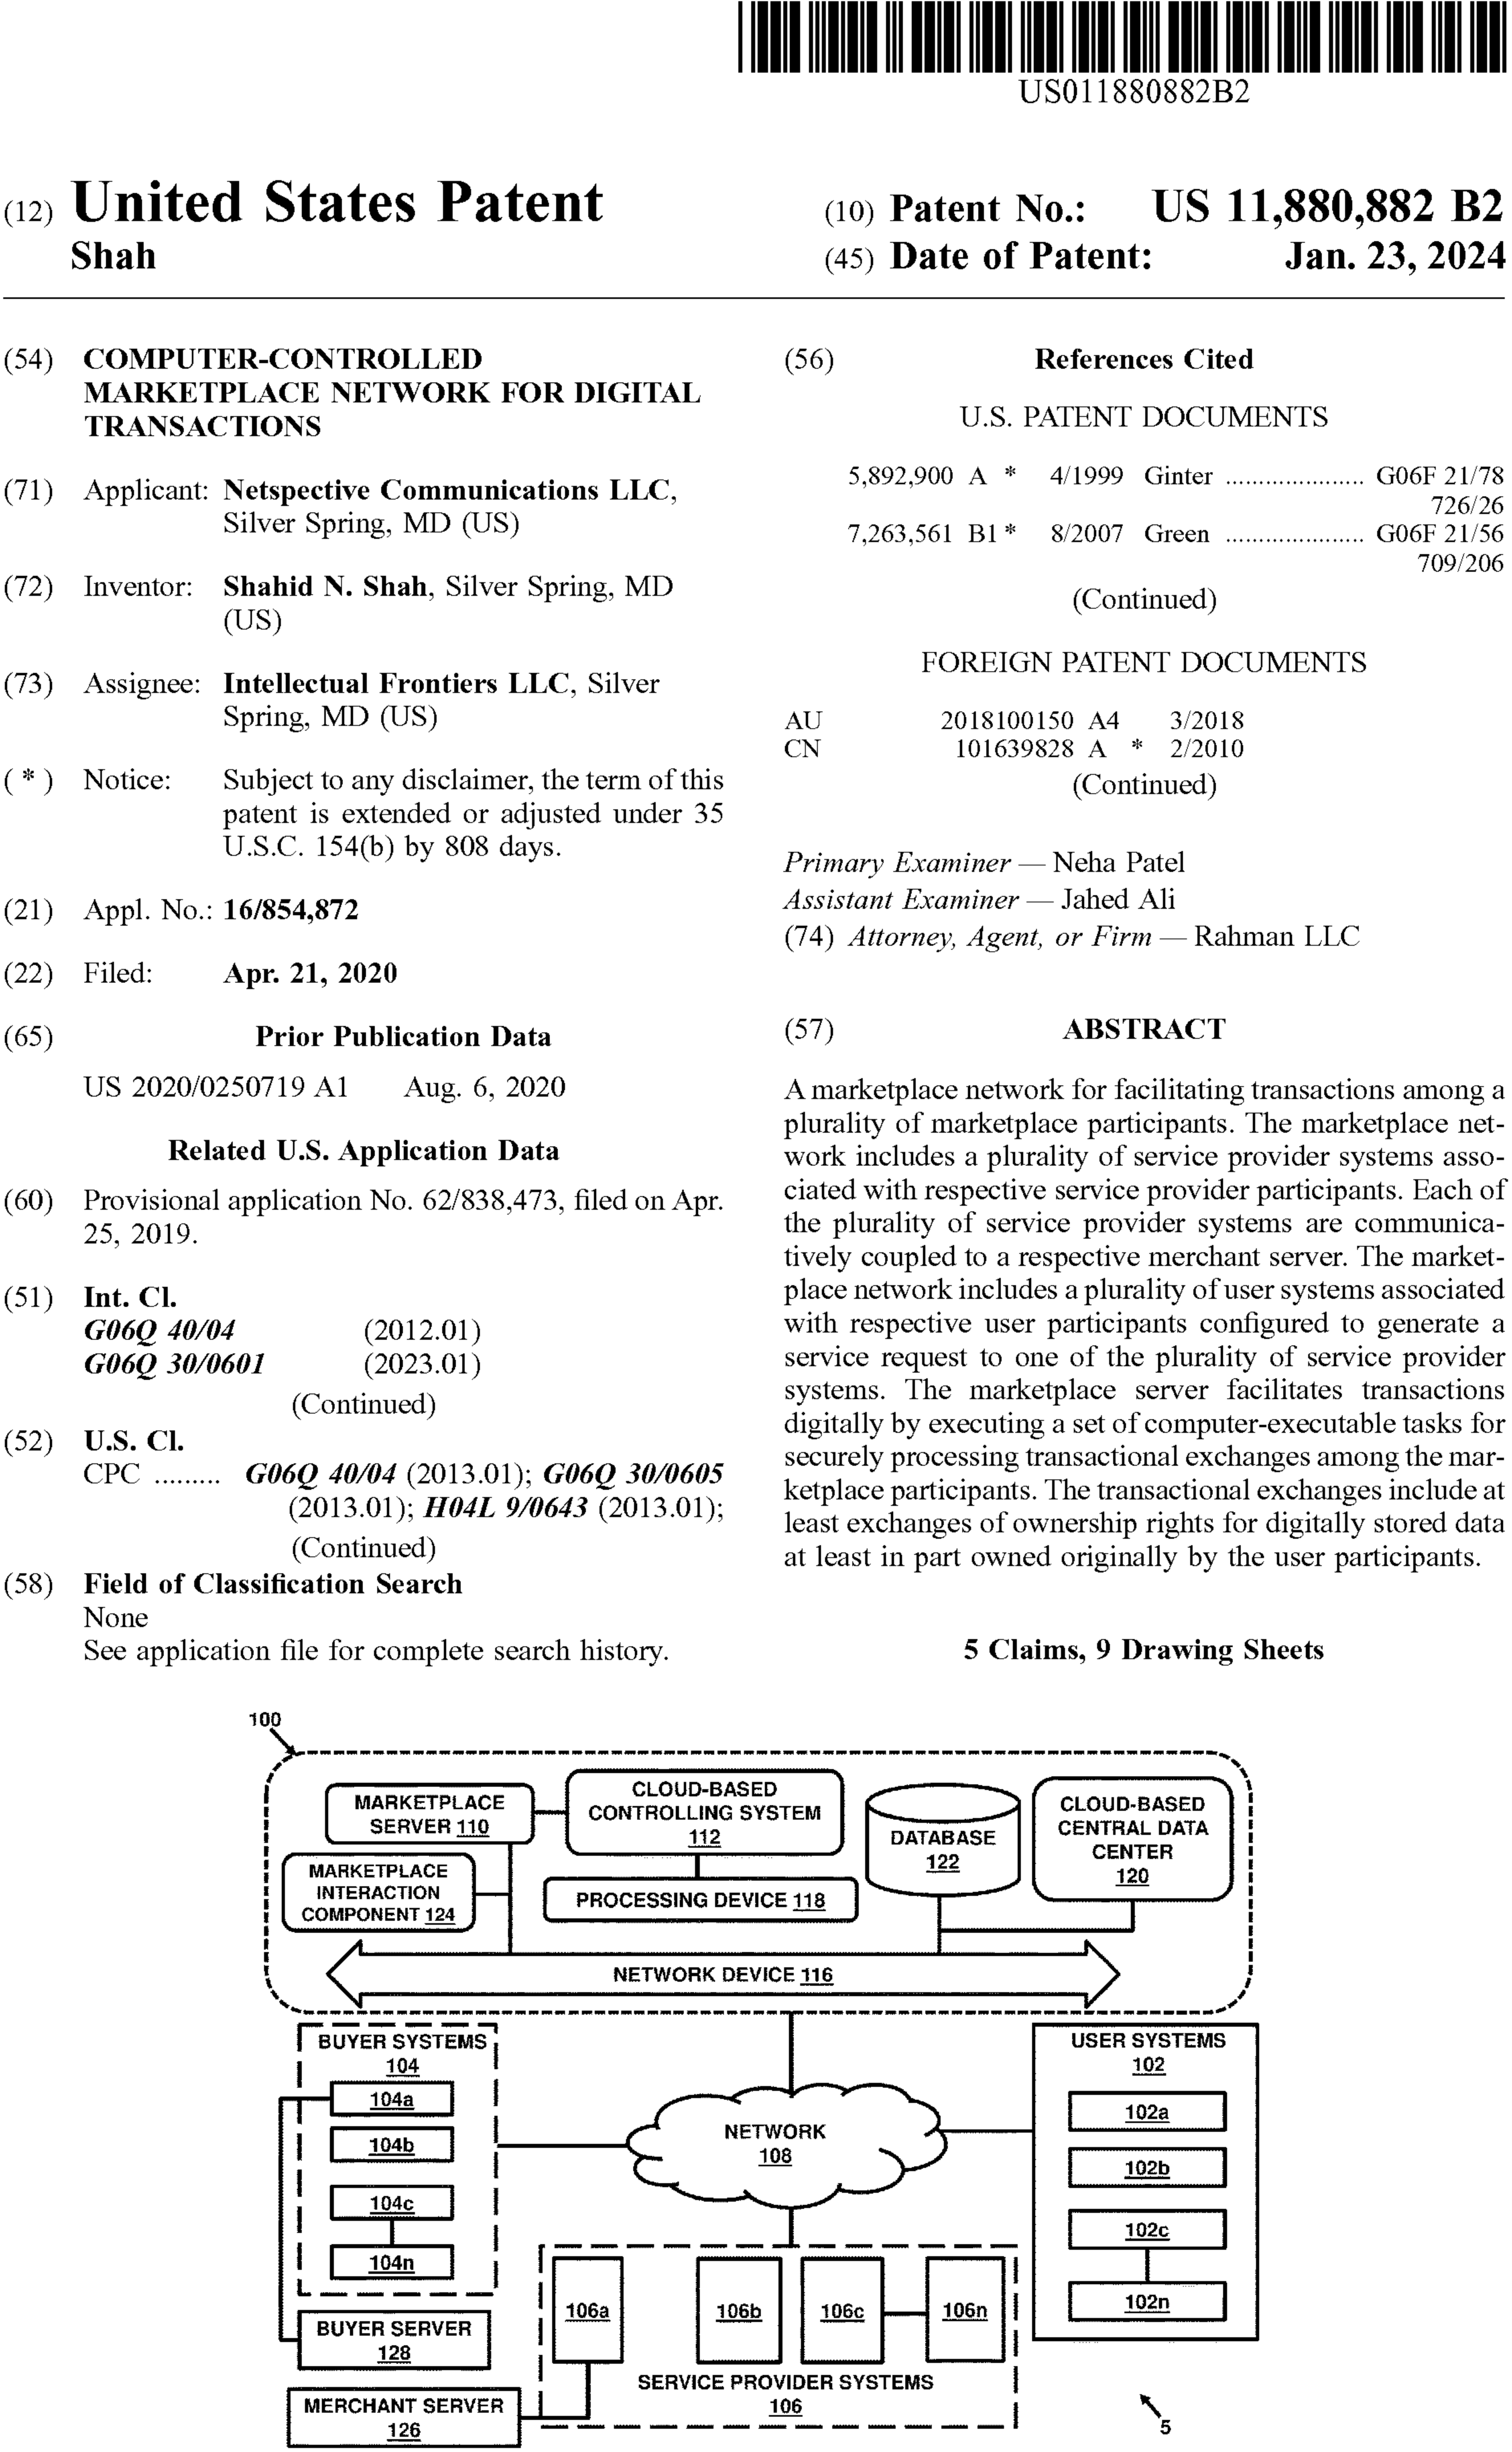 US011880882B2
(12) United States Patent
Shah
(10) Patent No.: US 11,880,882 B2
(45) Date of Patent: Jan. 23, 2024
(54) COMPUTER-CONTROLLED
MARKETPLACE NETWORK FOR DIGITAL
TRANSACTIONS
(71) Applicant: Netspective Communications LLC,
Silver Spring, MD (US)
(72) Inventor: Shahid N. Shah, Silver Spring, MD
(US)
(73) Assignee: Intellectual Frontiers LLC, Silver
Spring, MD (US)
( * ) Notice: Subject to any disclaimer, the term of this
patent is extended or adjusted under 35
U.S.C. 154(b) by 808 days.
(21) Appl. No.: 16/854,872
(22) Filed: Apr. 21, 2020
(65) Prior Publication Data
US 2020/0250719 A1 Aug. 6, 2020
Related U.S. Application Data
(60) Provisional application No. 62/838,473, filed on Apr.
25, 2019.
(51) Int. Cl.
G06Q 40/04 (2012.01)
G06Q 30/0601 (2023.01)
(Continued)
(52) U.S. Cl.
CPC ......... G06Q 40/04 (2013.01); G06Q 30/0605
(2013.01); H04L 9/0643 (2013.01);
(Continued)
(58) Field of Classification Search
None
See application file for complete search history.
(56) References Cited
U.S. PATENT DOCUMENTS
5,892,900 A * 4/1999 Ginter ..................... G06F 21/78
726/26
7,263,561 B1 * 8/2007 Green ..................... G06F 21/56
709/206
(Continued)
FOREIGN PATENT DOCUMENTS
AU 2018100150 A4 3/2018
CN 101639828 A * 2/2010
(Continued)
Primary Examiner — Neha Patel
Assistant Examiner — Jahed Ali
(74) Attorney, Agent, or Firm — Rahman LLC
(57) ABSTRACT
A marketplace network for facilitating transactions among a
plurality of marketplace participants. The marketplace net-
work includes a plurality of service provider systems asso-
ciated with respective service provider participants. Each of
the plurality of service provider systems are communica-
tively coupled to a respective merchant server. The market-
place network includes a plurality of user systems associated
with respective user participants configured to generate a
service request to one of the plurality of service provider
systems. The marketplace server facilitates transactions
digitally by executing a set of computer-executable tasks for
securely processing transactional exchanges among the mar-
ketplace participants. The transactional exchanges include at
least exchanges of ownership rights for digitally stored data
at least in part owned originally by the user participants.
5 Claims, 9 Drawing Sheets
100
MARKETPLACE
SERVER 110
CLOUD-BASED
CONTROLLING SYSTEM
112
DATABASE
122
CLOUD-BASED
CENTRAL DATA
CENTER
120
MARKETPLACE
INTERACTION
COMPONENT 124
PROCESSING DEVICE 118
NETWORK DEVICE 116
BUYER SYSTEMS
104
104a
104b
104c
104n
NETWORK
108
USER SYSTEMS
102
102a
102b
102c
102n
BUYER SERVER
128
106a
106b
106c
106n
SERVICE PROVIDER SYSTEMS
106
MERCHANT SERVER
126
5